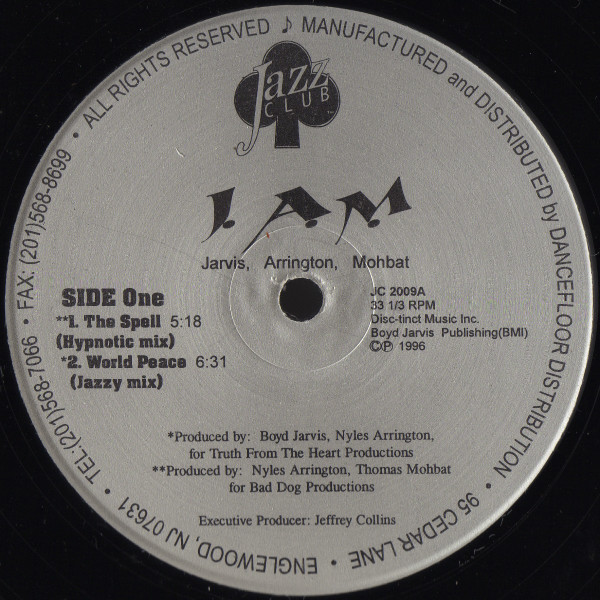 • ALL RIGHTS RESERVED ♪ MANUFACTURED and DISTRIBUTED by DANCEFLOOR DISTRIBUTION • 95 CEDAR LANE • ENGLEWOOD, NJ 07631 • TEL:(201)568-7066 • FAX: (201)568-8699
Jazz
CLUB
J. A.M
Jarvis, Arrington, Mohbat
SIDE One
**1. The Spell 5:18
(Hypnotic mix)
*2. World Peace 6:31
(Jazzy mix)
JC 2009A
33 1/3 RPM
Disc-tinct Music Inc.
Boyd Jarvis Publishing(BMI)
©℗ 1996
*Produced by: Boyd Jarvis, Nyles Arrington,
for Truth From The Heart Productions
**Produced by: Nyles Arrington, Thomas Mohbat
for Bad Dog Productions
Executive Producer: Jeffrey Collins